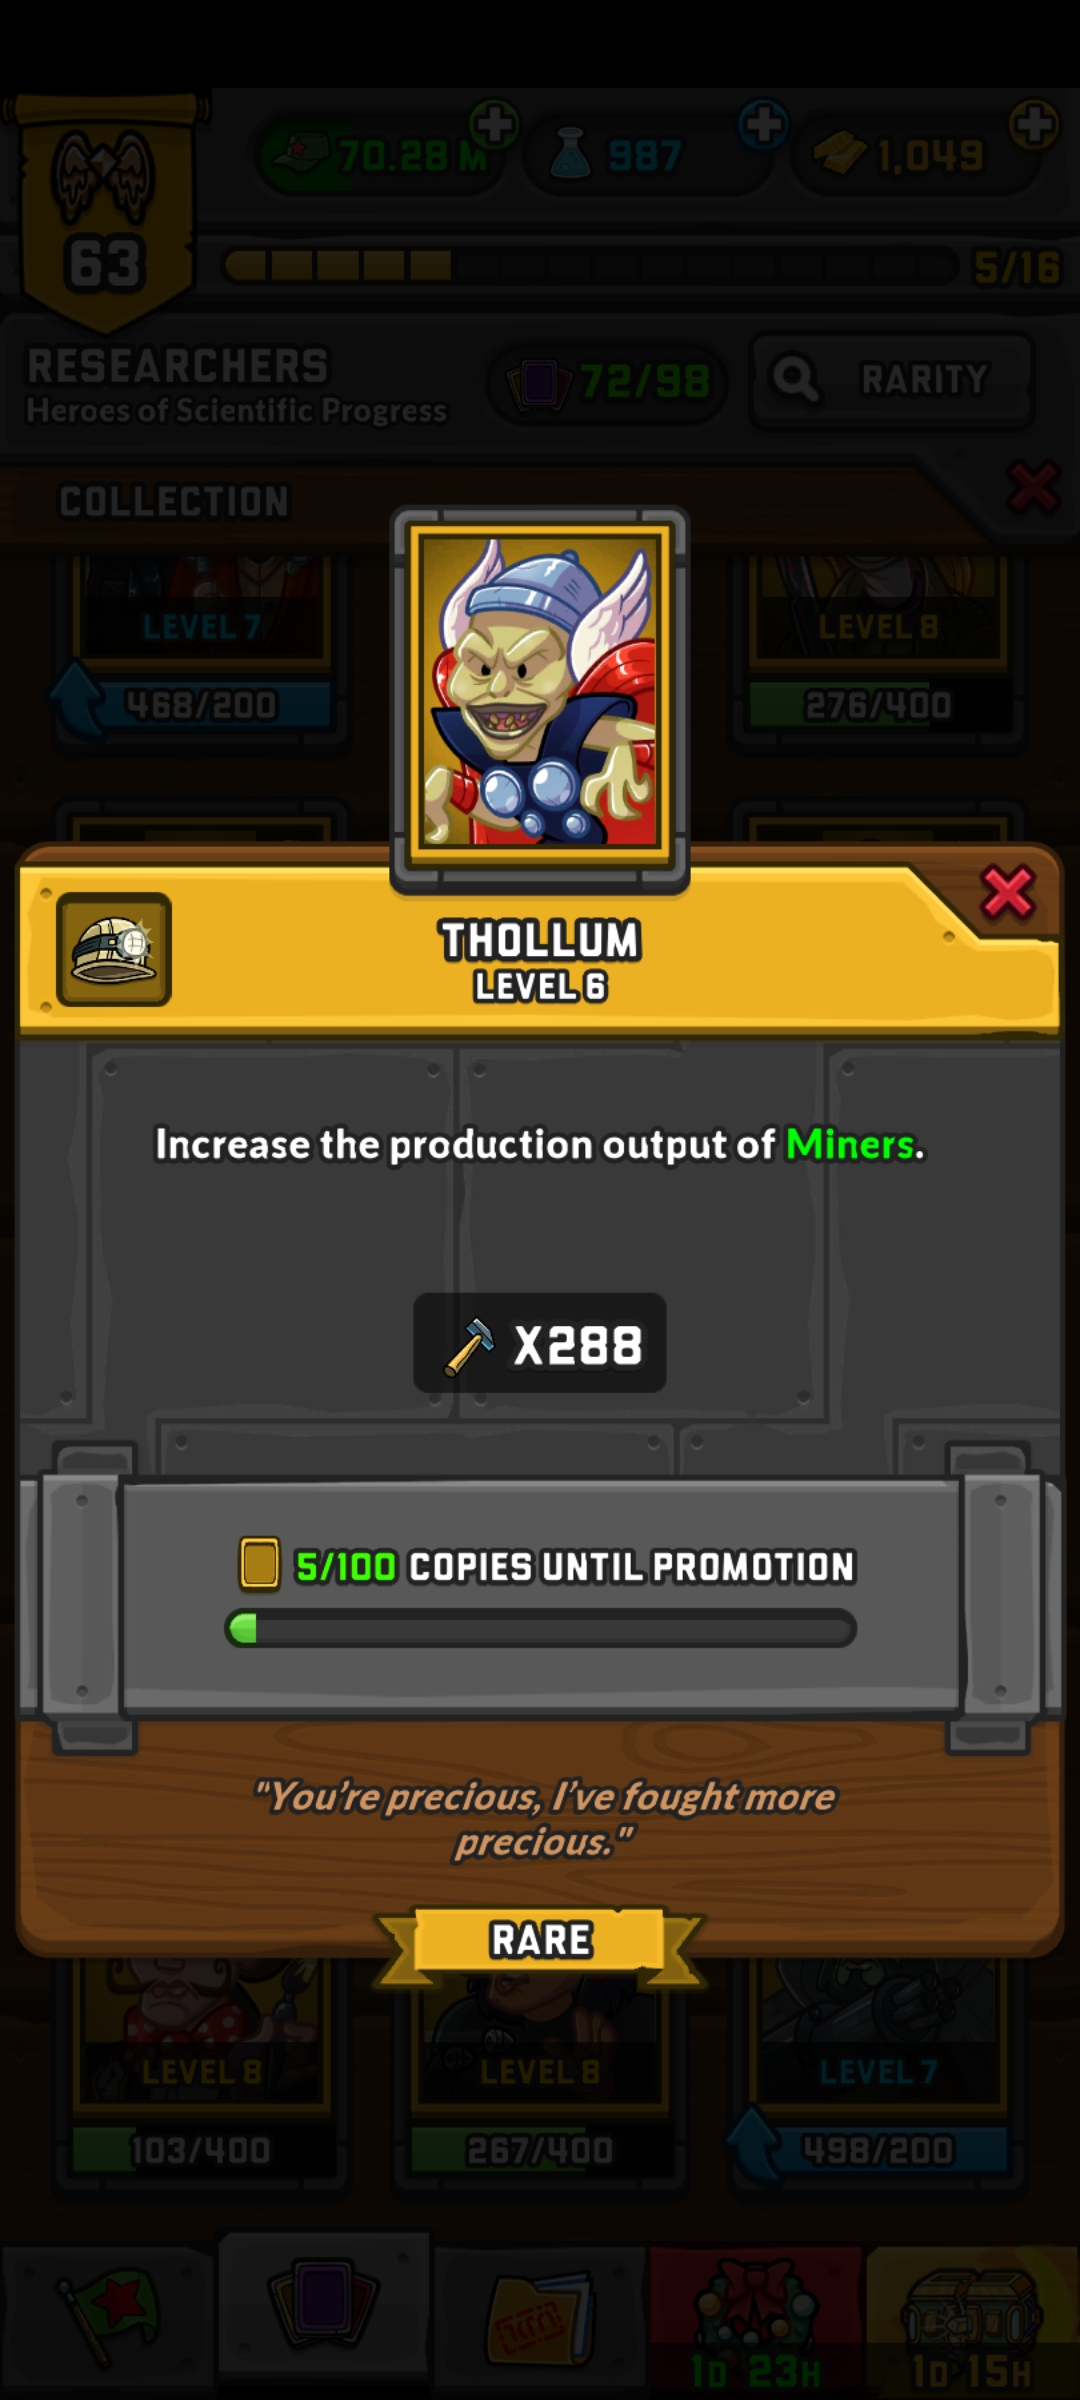 70.28 M
987
1,049
63
5/16
RESEARCHERS
Heroes of Scientific Progress
72/98
RARITY
COLLECTION
LEVEL 7
LEVEL 8
468/200
276/400
THOLLUM
LEVEL 6
Increase the production output of Miners.
X288
5/100 COPIES UNTIL PROMOTION
"You're precious, I've fought more
precious."
RARE
LEVEL 8
LEVEL 8
LEVEL 7
103/400
267/400
498/200
1D 23H
1D 15H